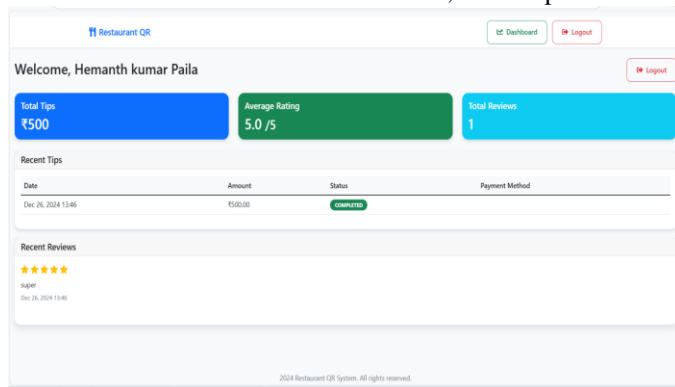 Restaurant QR Dashboard Logout
Welcome, Hemanth kumar Paila Logout
Total Tips Average Rating Total Reviews
₹500 5.0 /5 1
Recent Tips
Date Amount Status Payment Method
Dec 26, 2024 13:46 ₹500.00 COMPLETED
Recent Reviews
super
Dec 26, 2024 13:46
2024 Restaurant QR System. All rights reserved.